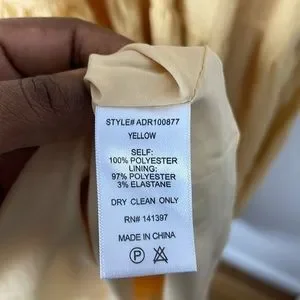 STYLE# ADR100877
YELLOW
SELF:
100% POLYESTER
LINING:
97% POLYESTER
3% ELASTANE
DRY CLEAN ONLY
RN# 141397
MADE IN CHINA
P